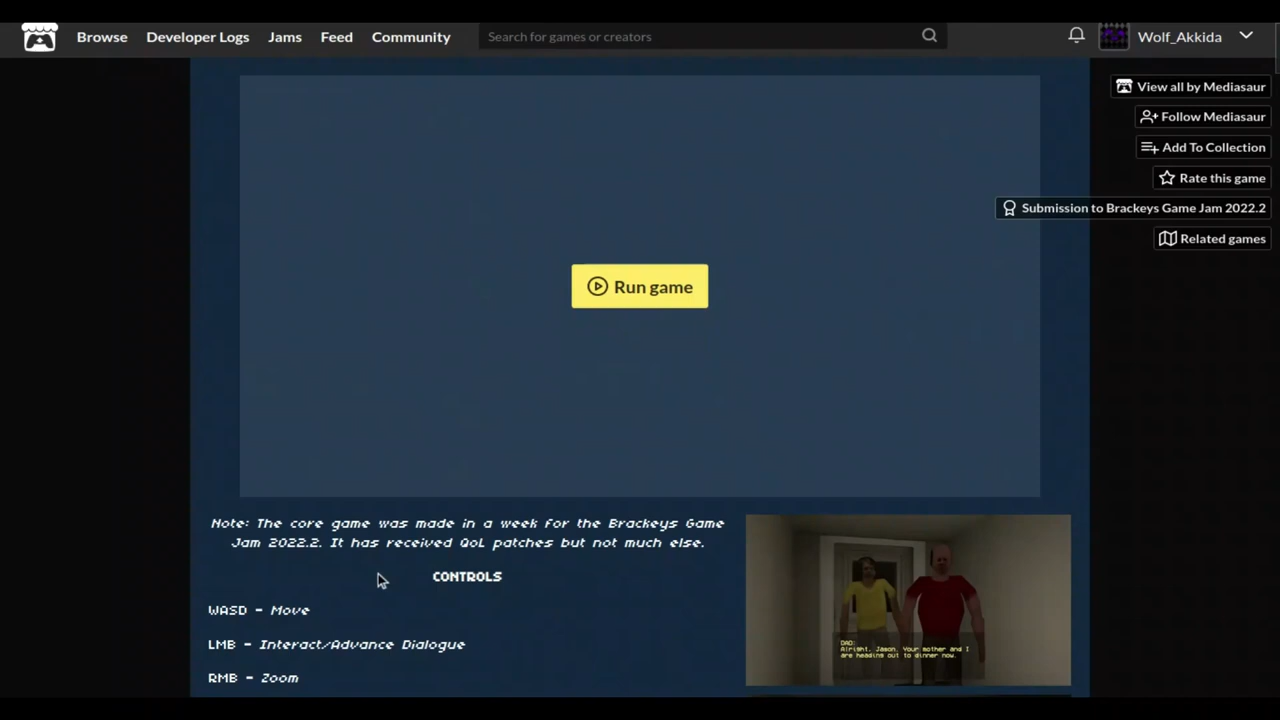 Browse Developer Logs Jams Feed Community Search for games or creators Wolf_Akkida
View all by Mediasaur
Follow Mediasaur
Add To Collection
Rate this game
Submission to Brackeys Game Jam 2022.2
Related games
Run game
Note: The core game was made in a week for the Brackeys Game
Jam 2022.2. It has received QoL patches but not much else.
CONTROLS
WASD - Move
LMB - Interact/Advance Dialogue
RMB - Zoom
DAD:
Alright, Jason. Your mother and I
are heading out to dinner now.